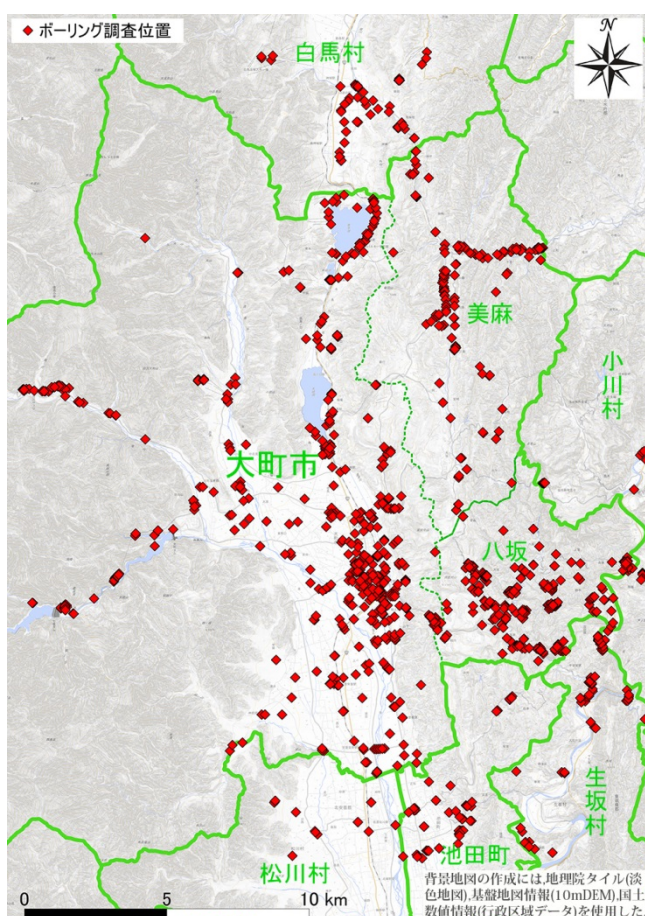 ボーリング調査位置
N
白馬村
美麻
小川村
大町市
八坂
生坂村
池田町
松川村
背景地図の作成には,地理院タイル(淡
色地図),基盤地図情報(10mDEM),国土
数値情報(行政区域データ)を使用した.
0 5 10 km